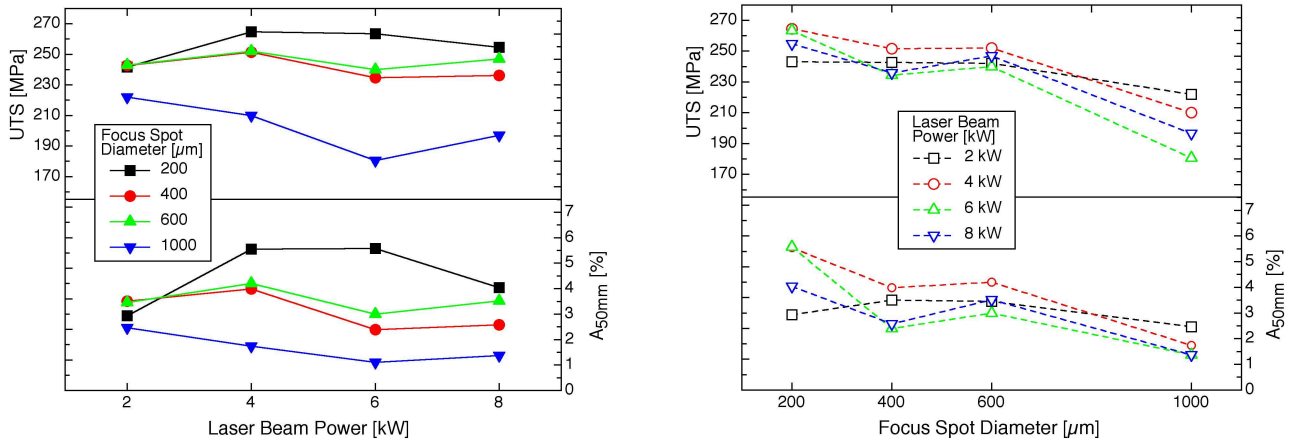 270
250
230
210
190
170
UTS [MPa]
Focus Spot
Diameter [µm]
200
400
600
1000
7
6
5
4
3
2
1
0
A50mm [%]
2
4
6
8
Laser Beam Power [kW]
270
250
230
210
190
170
UTS [MPa]
Laser Beam
Power [kW]
2 kW
4 kW
6 kW
8 kW
7
6
5
4
3
2
1
0
A50mm [%]
200
400
600
1000
Focus Spot Diameter [µm]